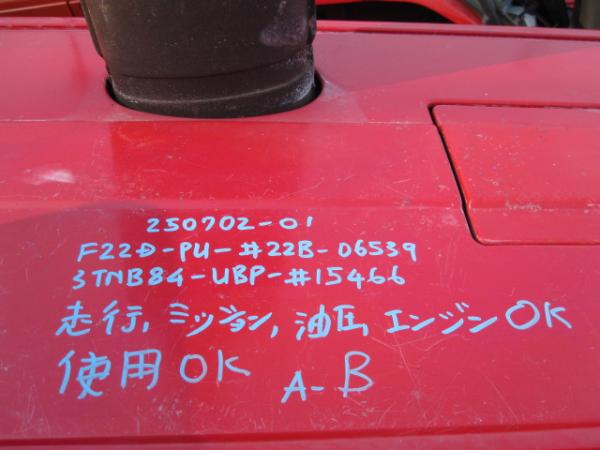 250702-01
F22D-PU-#22B-06539
3TNB84-UBP-#15466
走行,ミッション,油圧,エンジンOK
使用OK A-B